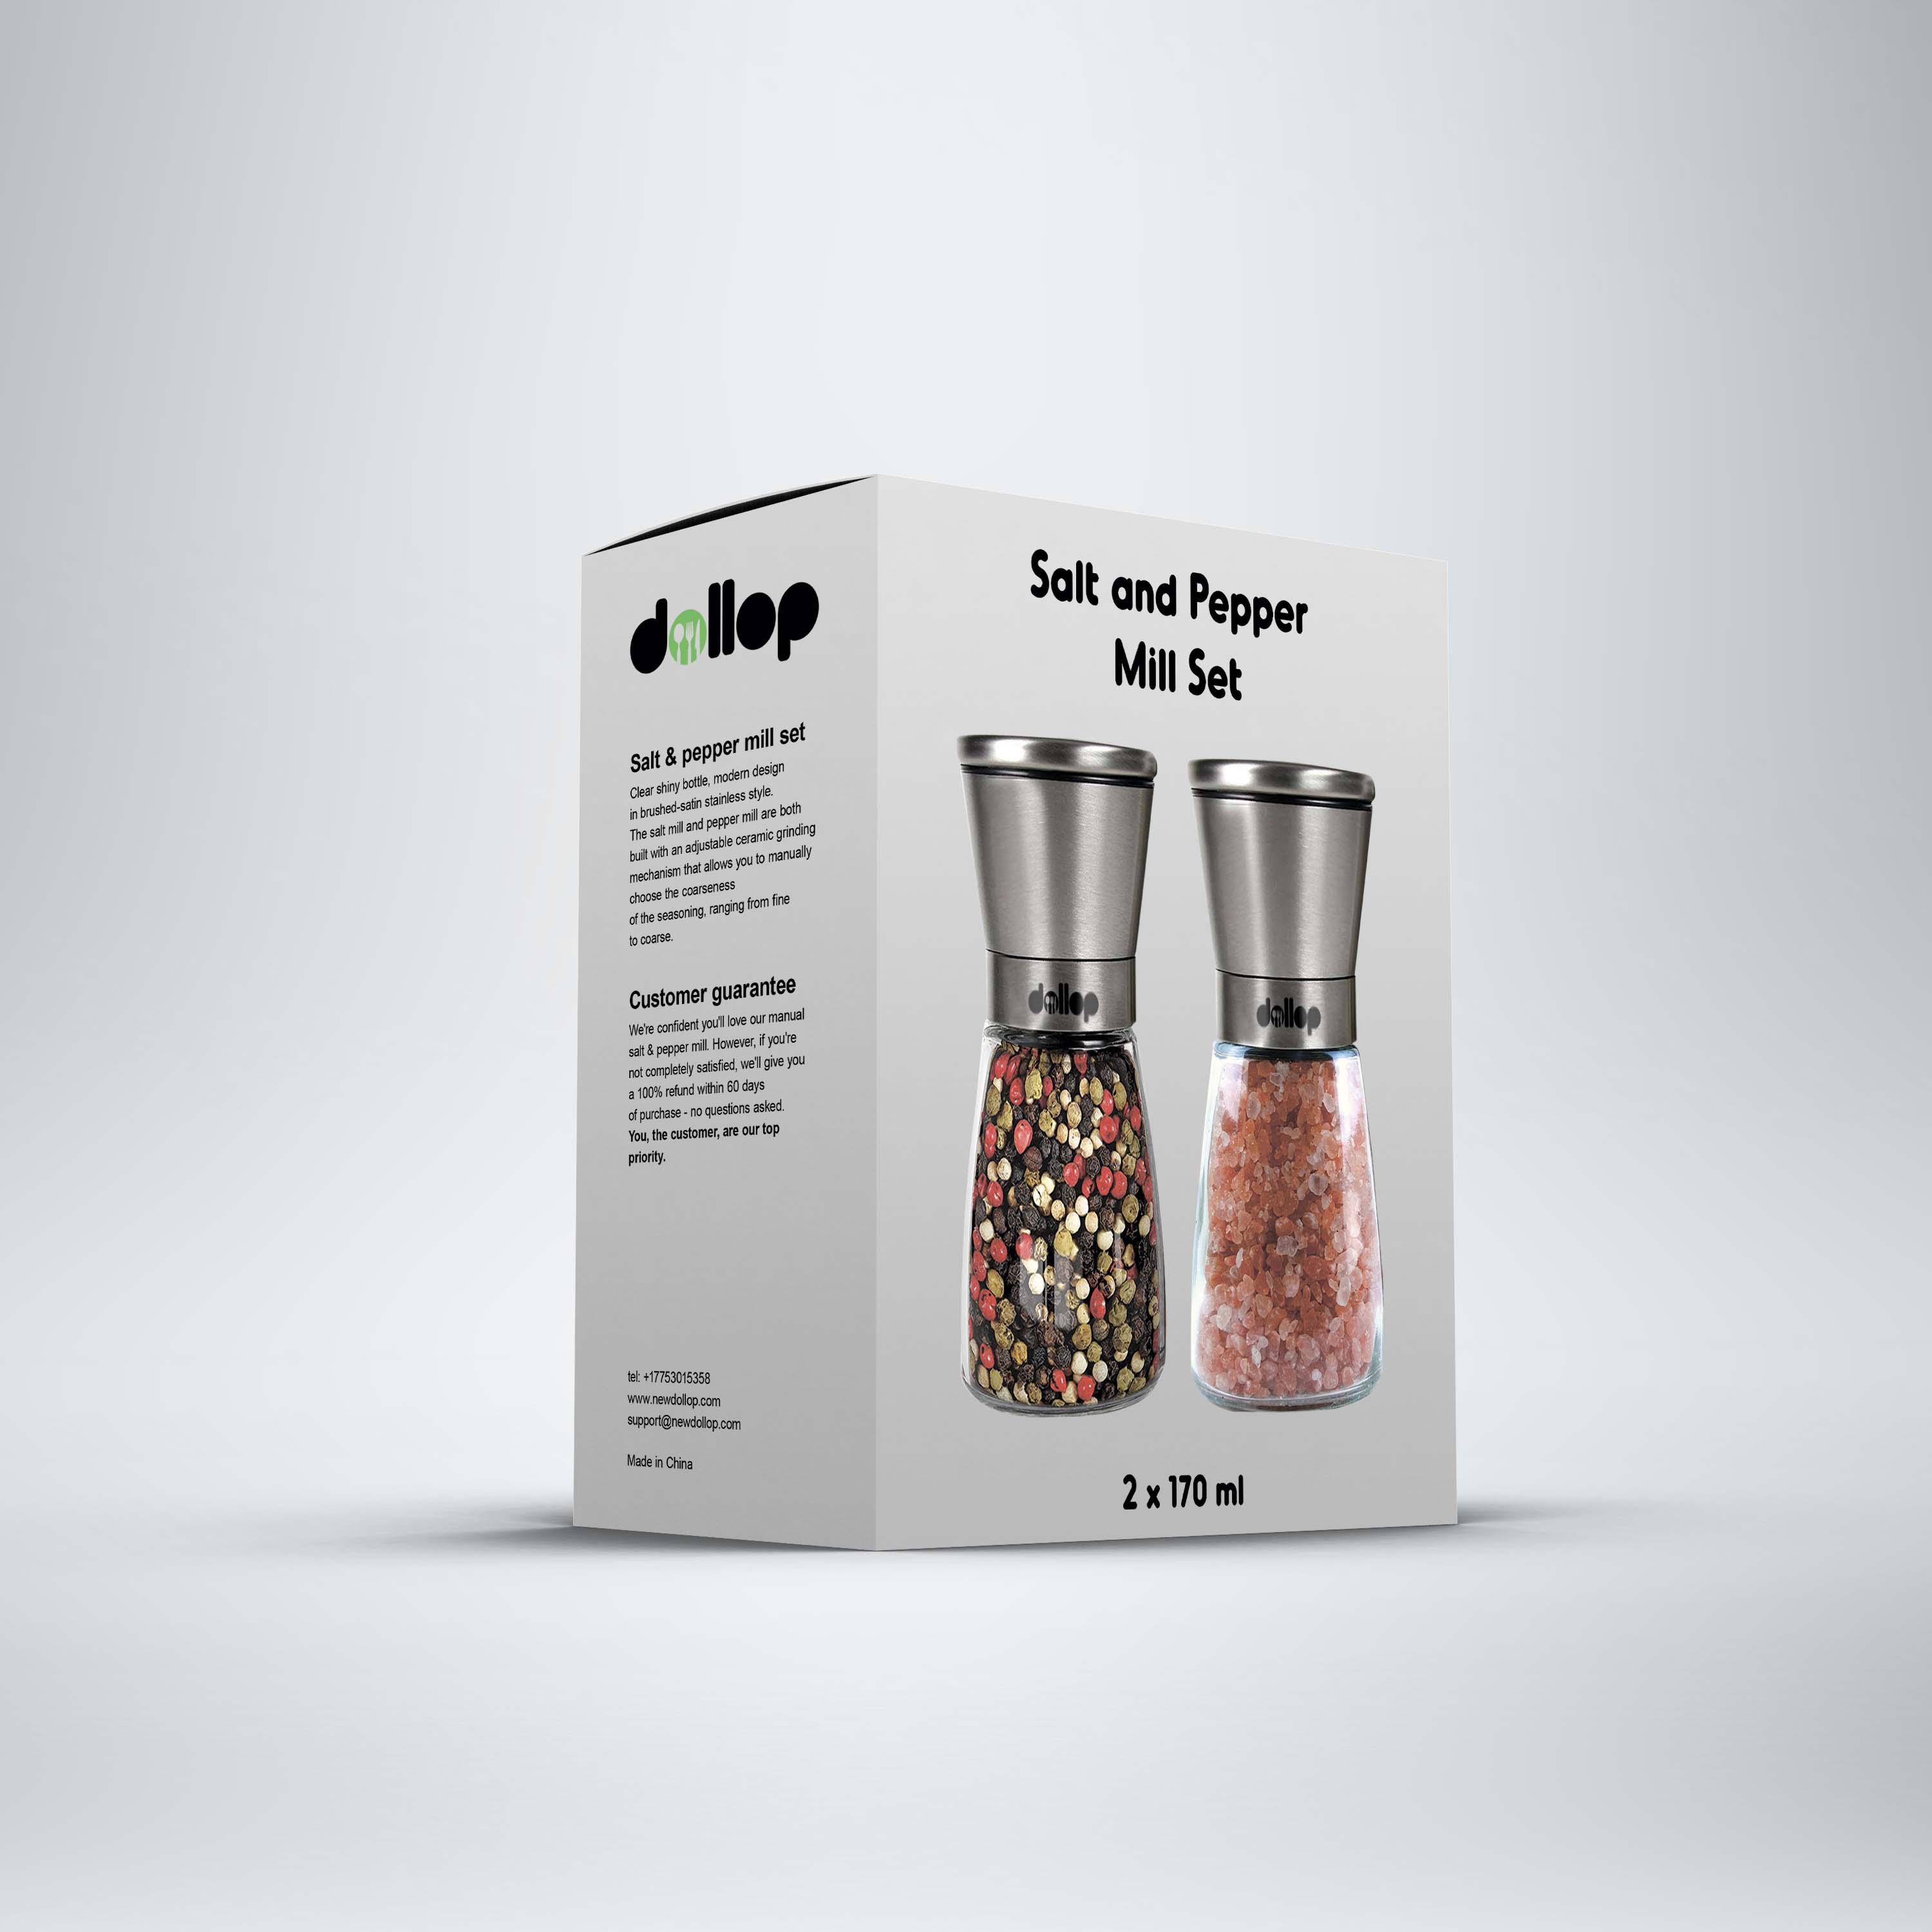 dollop
Salt & pepper mill set
Clear shiny bottle, modern design
in brushed-satin stainless style.
The salt mill and pepper mill are both
built with an adjustable ceramic grinding
mechanism that allows you to manually
choose the coarseness
of the seasoning, ranging from fine
to coarse.
Customer guarantee
We're confident you'll love our manual
salt & pepper mill. However, if you're
not completely satisfied, we'll give you
a 100% refund within 60 days
of purchase - no questions asked.
You, the customer, are our top
priority.
tel: +17753015358
www.newdollop.com
support@newdollop.com
Made in China
Salt and Pepper
Mill Set
dollop
dollop
2 x 170 ml